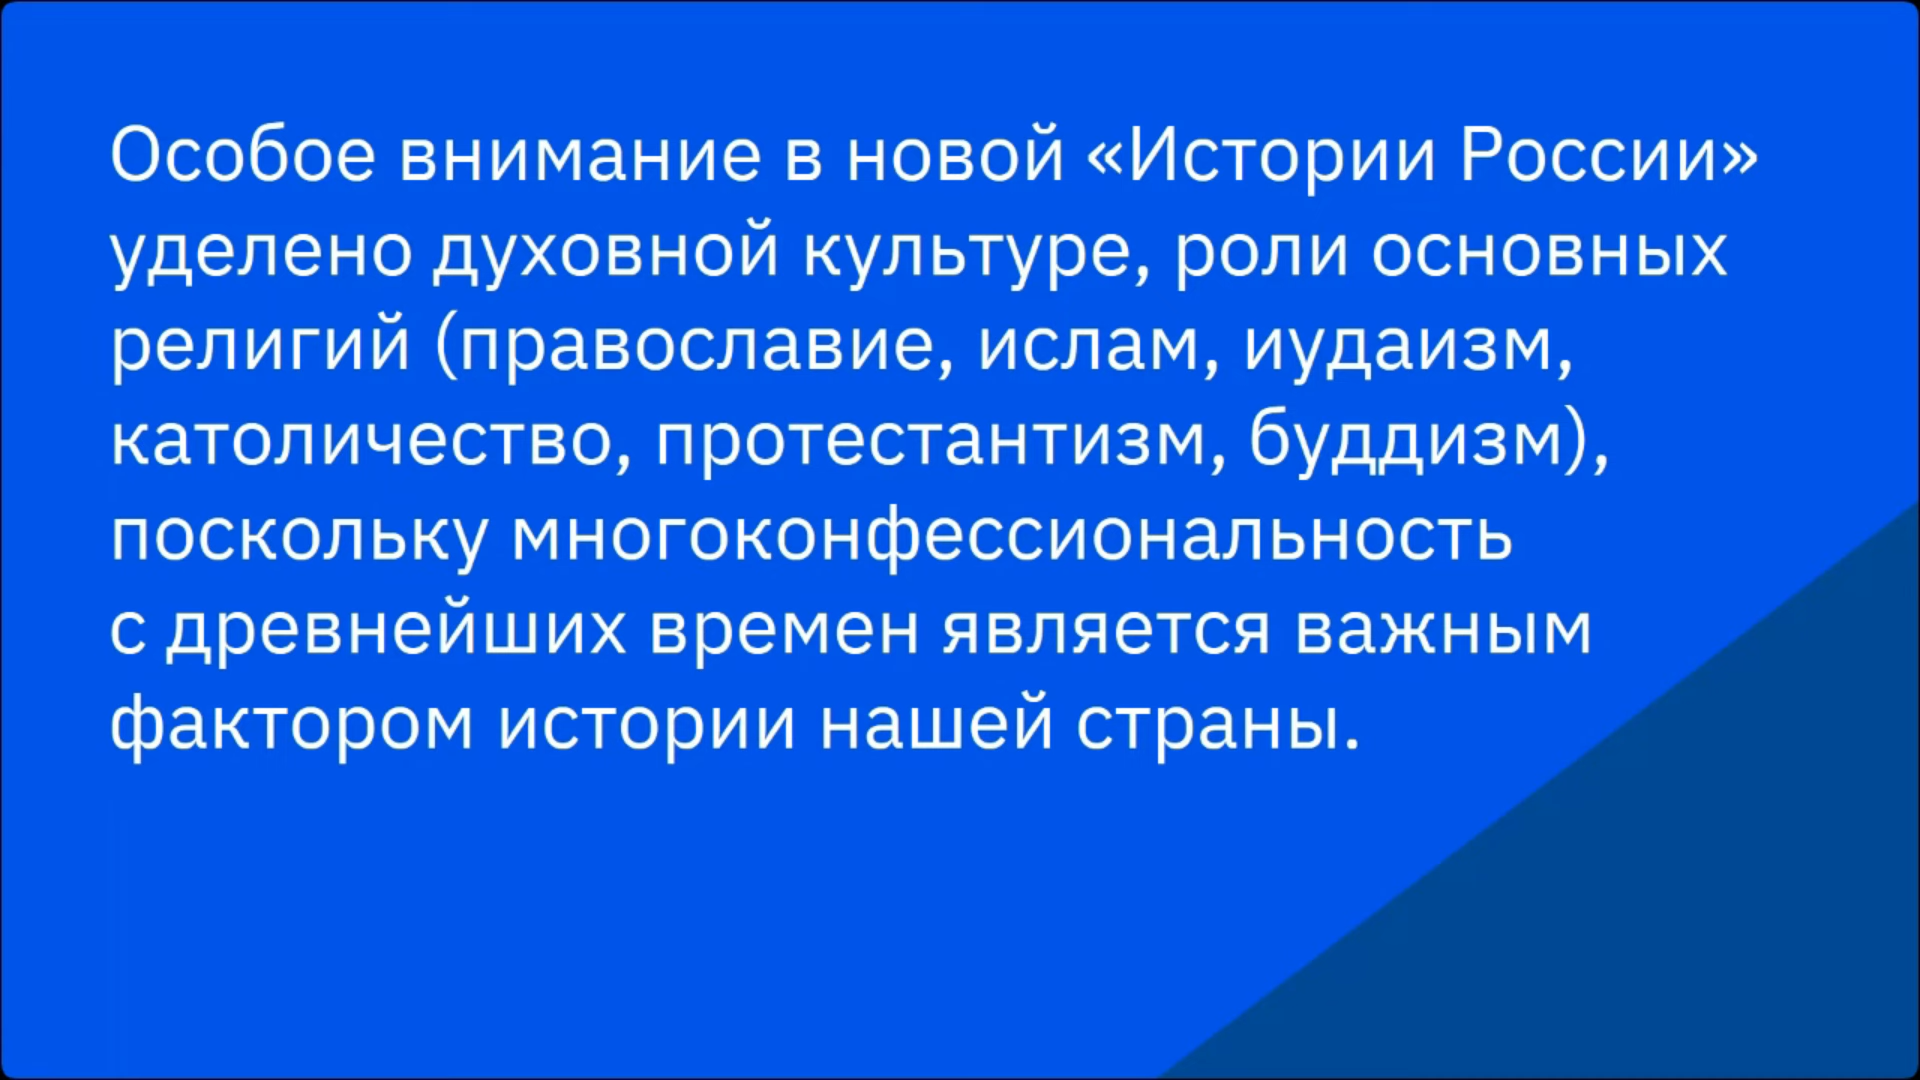 Особое внимание в новой «Истории России»
уделено духовной культуре, роли основных
религий (православие, ислам, иудаизм,
католичество, протестантизм, буддизм),
поскольку многоконфессиональность
с древнейших времен является важным
фактором истории нашей страны.